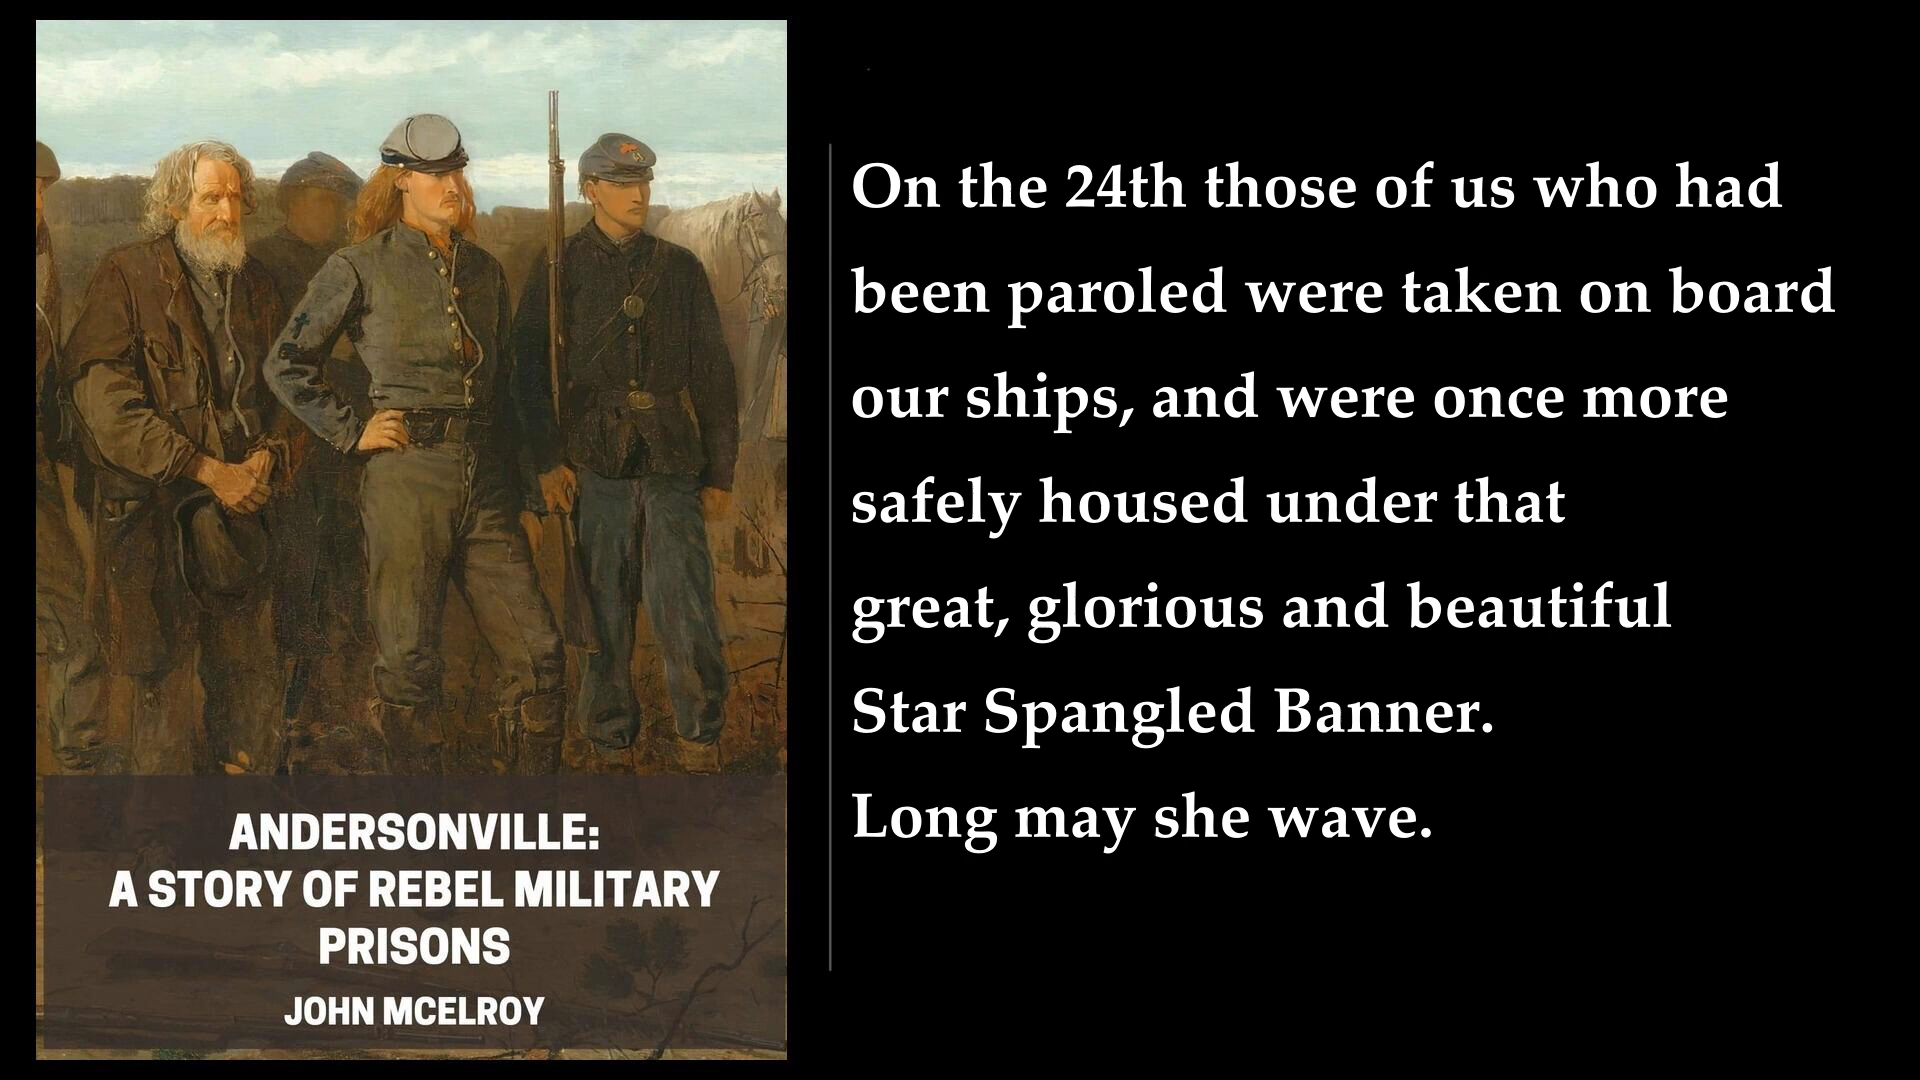 ANDERSONVILLE:
A STORY OF REBEL MILITARY
PRISONS
JOHN MCELROY
On the 24th those of us who had
been paroled were taken on board
our ships, and were once more
safely housed under that
great, glorious and beautiful
Star Spangled Banner.
Long may she wave.